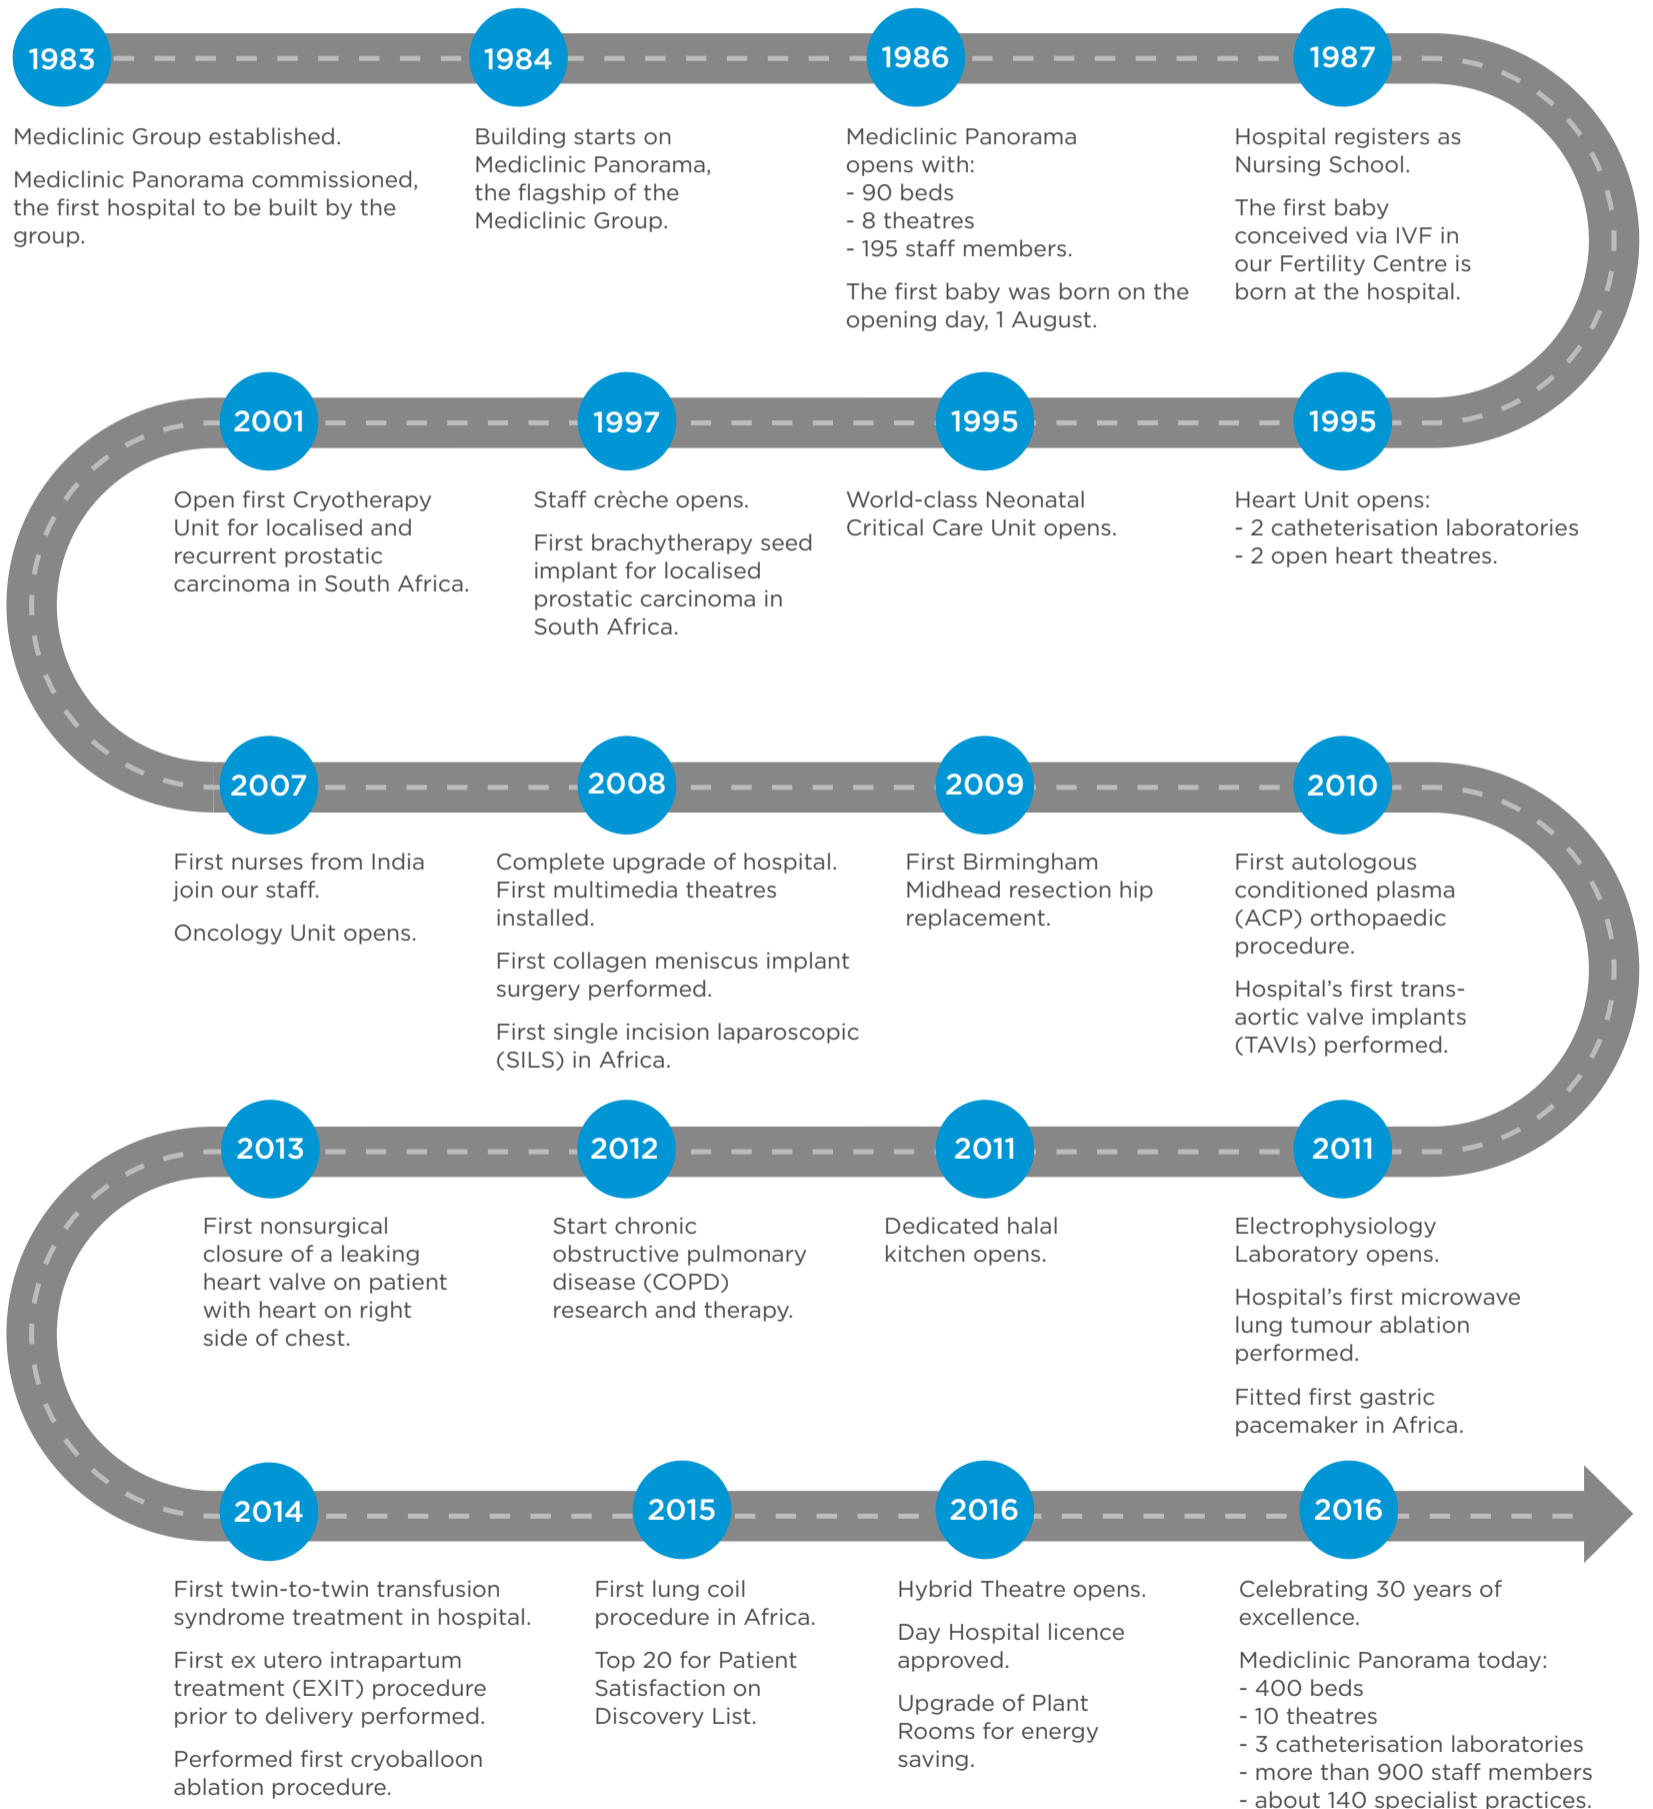 1983
Mediclinic Group established.
Mediclinic Panorama commissioned,
the first hospital to be built by the
group.
1984
Building starts on
Mediclinic Panorama,
the flagship of the
Mediclinic Group.
1986
Mediclinic Panorama
opens with:
- 90 beds
- 8 theatres
- 195 staff members.
The first baby was born on the
opening day, 1 August.
1987
Hospital registers as
Nursing School.
The first baby
conceived via IVF in
our Fertility Centre is
born at the hospital.
1995
Heart Unit opens:
- 2 catheterisation laboratories
- 2 open heart theatres.
1995
World-class Neonatal
Critical Care Unit opens.
1997
Staff crèche opens.
First brachytherapy seed
implant for localised
prostatic carcinoma in
South Africa.
2001
Open first Cryotherapy
Unit for localised and
recurrent prostatic
carcinoma in South Africa.
2007
First nurses from India
join our staff.
Oncology Unit opens.
2008
Complete upgrade of hospital.
First multimedia theatres
installed.
First collagen meniscus implant
surgery performed.
First single incision laparoscopic
(SILS) in Africa.
2009
First Birmingham
Midhead resection hip
replacement.
2010
First autologous
conditioned plasma
(ACP) orthopaedic
procedure.
Hospital's first trans-
aortic valve implants
(TAVIs) performed.
2011
Electrophysiology
Laboratory opens.
Hospital's first microwave
lung tumour ablation
performed.
Fitted first gastric
pacemaker in Africa.
2011
Dedicated halal
kitchen opens.
2012
Start chronic
obstructive pulmonary
disease (COPD)
research and therapy.
2013
First nonsurgical
closure of a leaking
heart valve on patient
with heart on right
side of chest.
2014
First twin-to-twin transfusion
syndrome treatment in hospital.
First ex utero intrapartum
treatment (EXIT) procedure
prior to delivery performed.
Performed first cryoballoon
ablation procedure.
2015
First lung coil
procedure in Africa.
Top 20 for Patient
Satisfaction on
Discovery List.
2016
Hybrid Theatre opens.
Day Hospital licence
approved.
Upgrade of Plant
Rooms for energy
saving.
2016
Celebrating 30 years of
excellence.
Mediclinic Panorama today:
- 400 beds
- 10 theatres
- 3 catheterisation laboratories
- more than 900 staff members
- about 140 specialist practices.